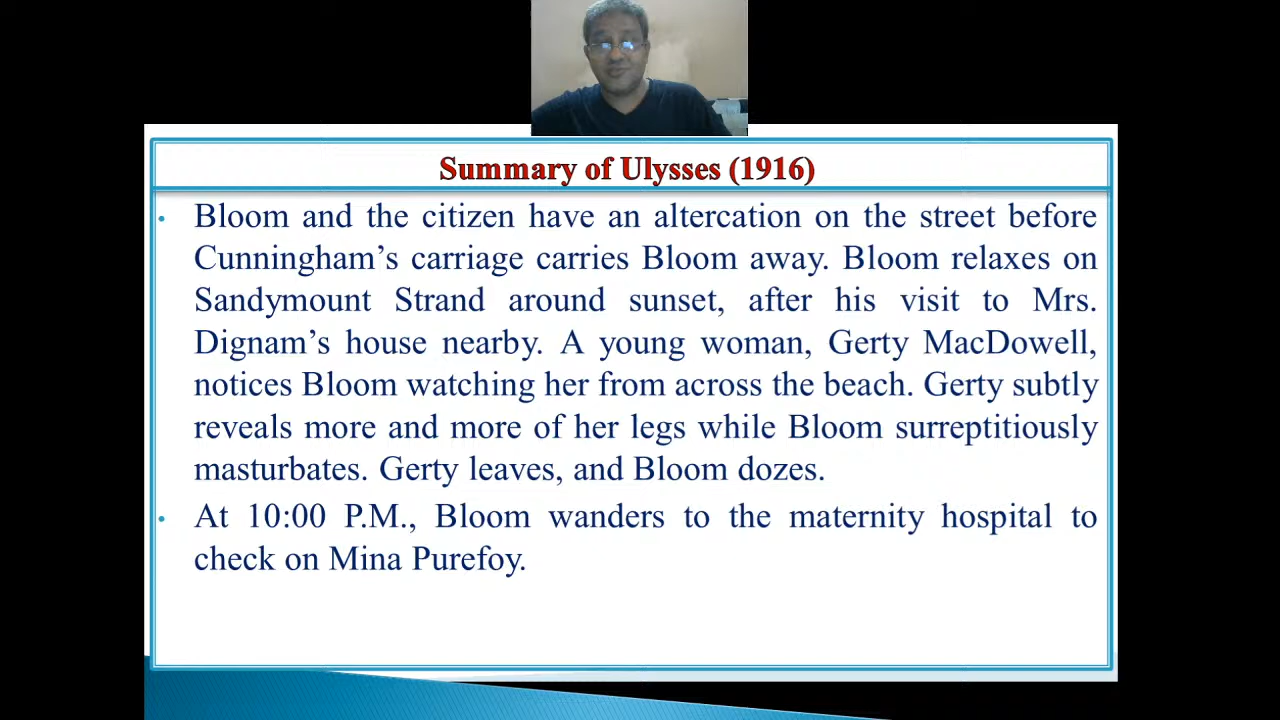 Summary of Ulysses (1916)
• Bloom and the citizen have an altercation on the street before
Cunningham’s carriage carries Bloom away. Bloom relaxes on
Sandymount Strand around sunset, after his visit to Mrs.
Dignam’s house nearby. A young woman, Gerty MacDowell,
notices Bloom watching her from across the beach. Gerty subtly
reveals more and more of her legs while Bloom surreptitiously
masturbates. Gerty leaves, and Bloom dozes.
• At 10:00 P.M., Bloom wanders to the maternity hospital to
check on Mina Purefoy.